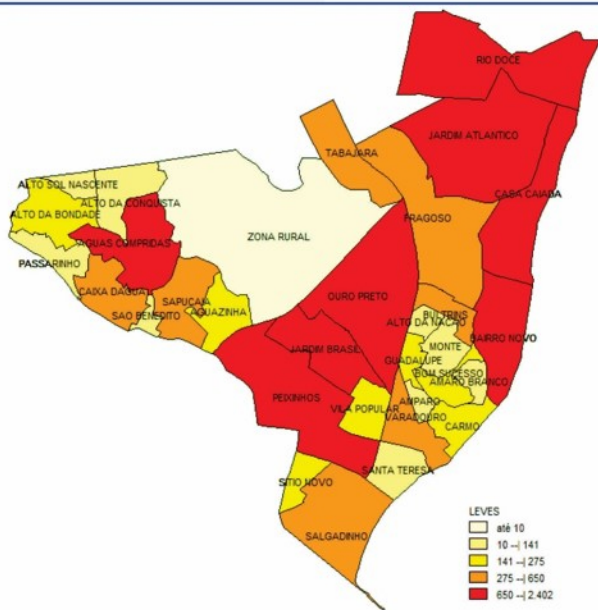 RIO DOCE
JARDIM ATLANTICO
TABAJARA
CASA CAIADA
ALTO SOL NASCENTE
ALTO DA CONQUISTA
ALTO DA BONDADE
FRAGOSO
ZONA RURAL
AGUAS COMPRIDAS
PASSARINHO
CAIXA DAGUA
OURO PRETO
SAPUCAIA
AGUAZINHA
SAO BENEDITO
BULTRINS
ALTO DA NACAO
BAIRRO NOVO
MONTE
JARDIM BRASIL
GUADALUPE
BOM SUCESSO
AMARO BRANCO
PEIXINHOS
AMPARO
VILA POPULAR
VARADOURO
CARMO
SANTA TERESA
SITIO NOVO
SALGADINHO
LEVES
até 10
10 --| 141
141 --| 275
275 --| 650
650 --| 2.402